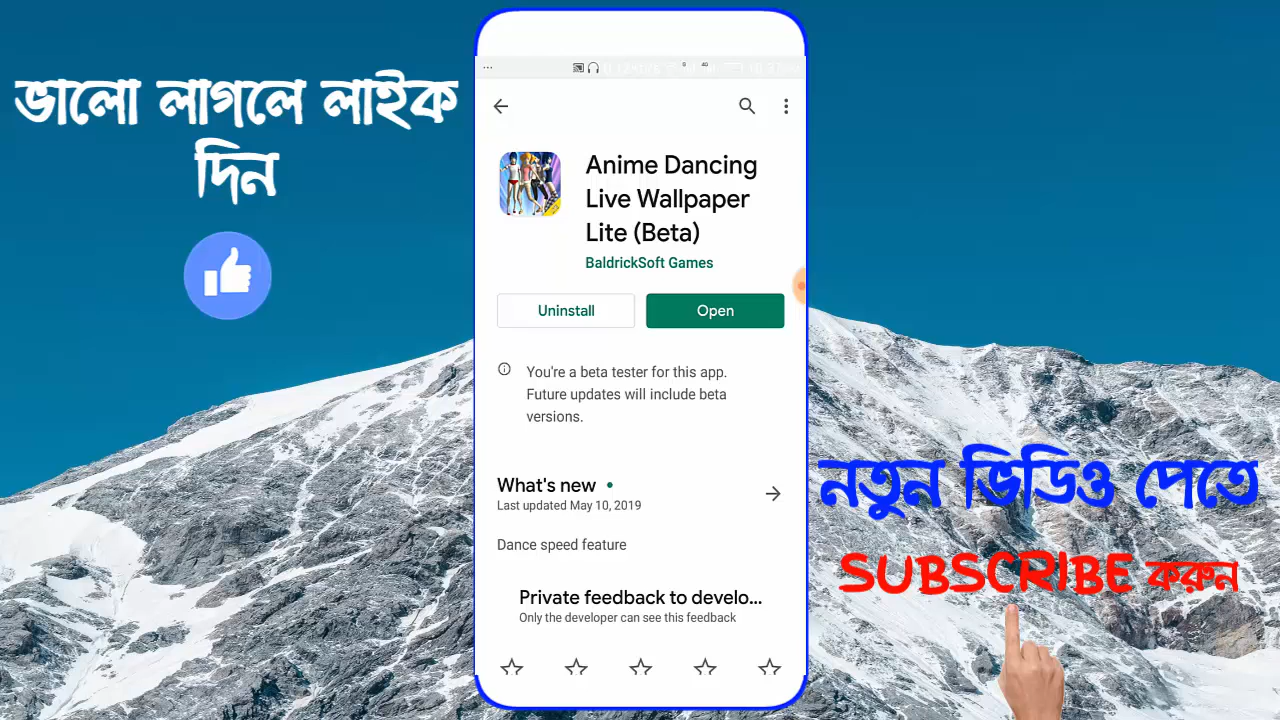 ভালো লাগলে লাইক
দিন
Anime Dancing
Live Wallpaper
Lite (Beta)
BaldrickSoft Games
Uninstall
Open
You're a beta tester for this app.
Future updates will include beta
versions.
What's new
Last updated May 10, 2019
Dance speed feature
Private feedback to develo...
Only the developer can see this feedback
নতুন ভিডিও পেতে
SUBSCRIBE করুন